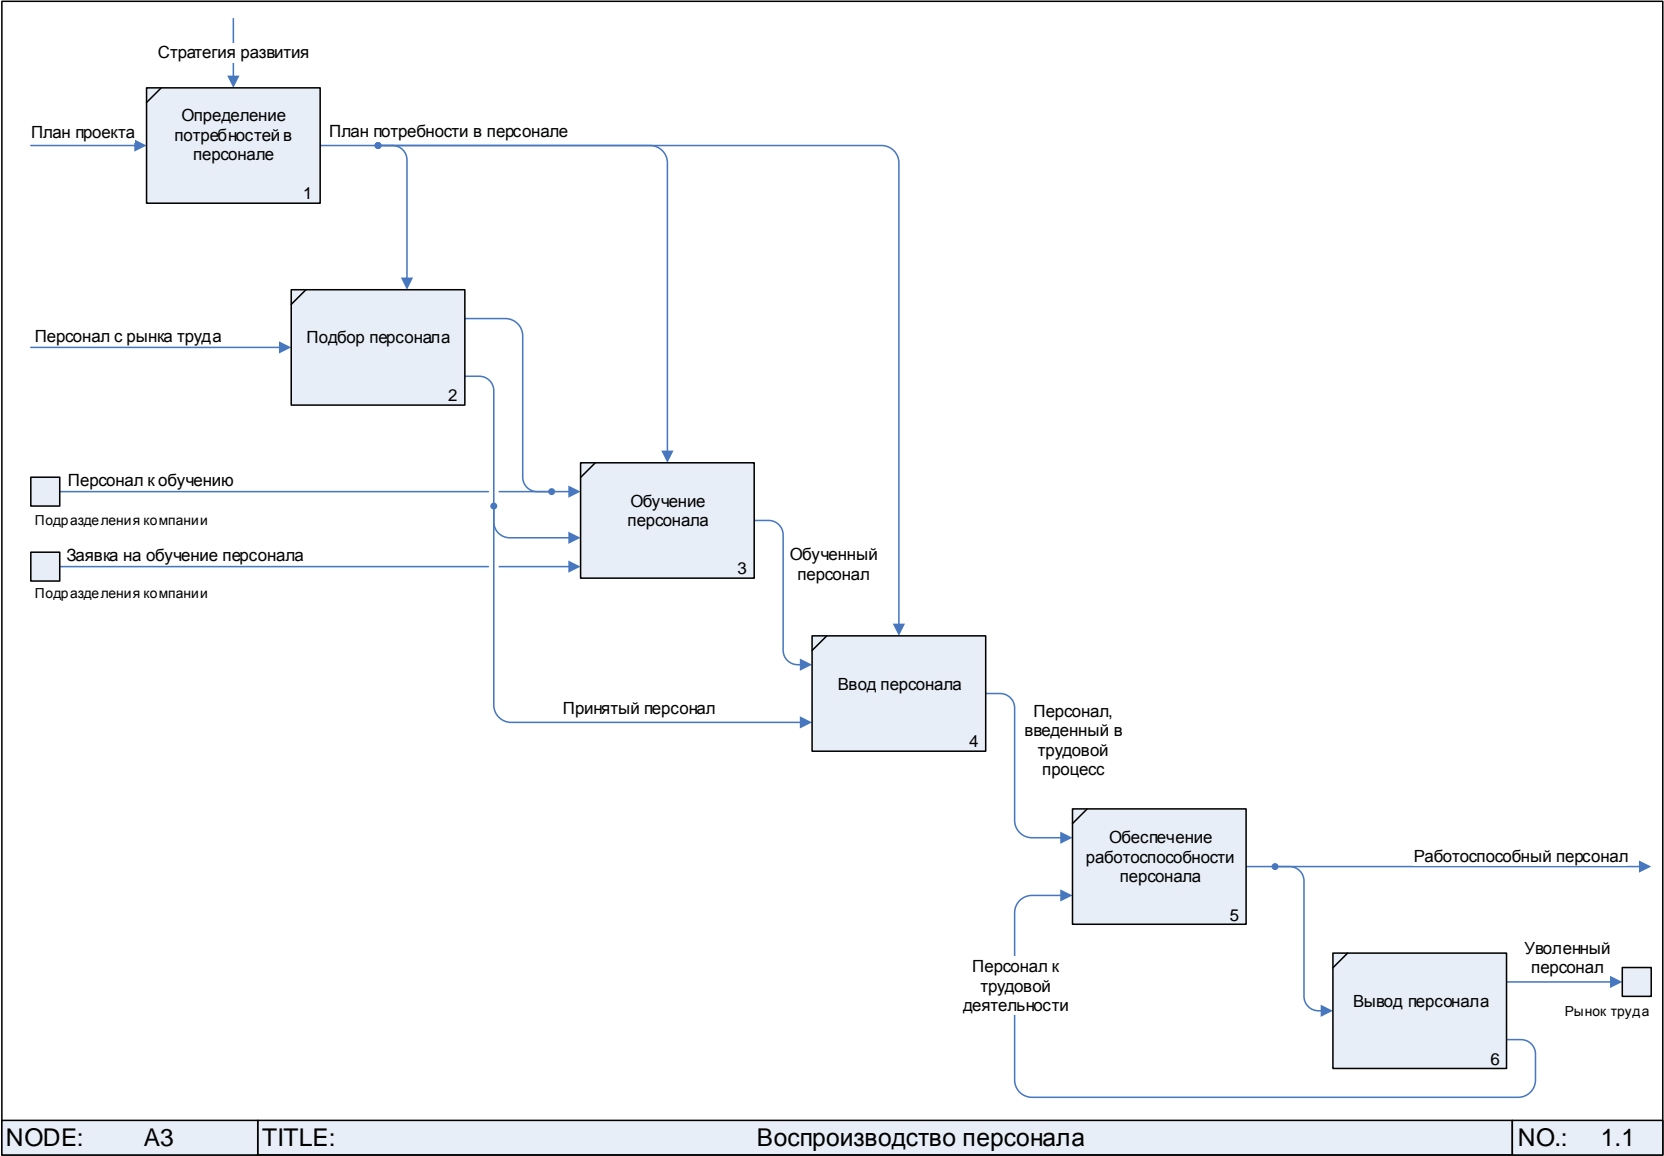 Стратегия развития
Определение
потребностей в
персонале
1
План проекта
План потребности в персонале
Подбор персонала
2
Персонал с рынка труда
Персонал к обучению
Подразделения компании
Заявка на обучение персонала
Подразделения компании
Обучение
персонала
3
Обученный
персонал
Ввод персонала
4
Принятый персонал
Персонал,
введенный в
трудовой
процесс
Обеспечение
работоспособности
персонала
5
Работоспособный персонал
Персонал к
трудовой
деятельности
Вывод персонала
6
Уволенный
персонал
Рынок труда
NODE: A3 TITLE: Воспроизводство персонала NO.: 1.1